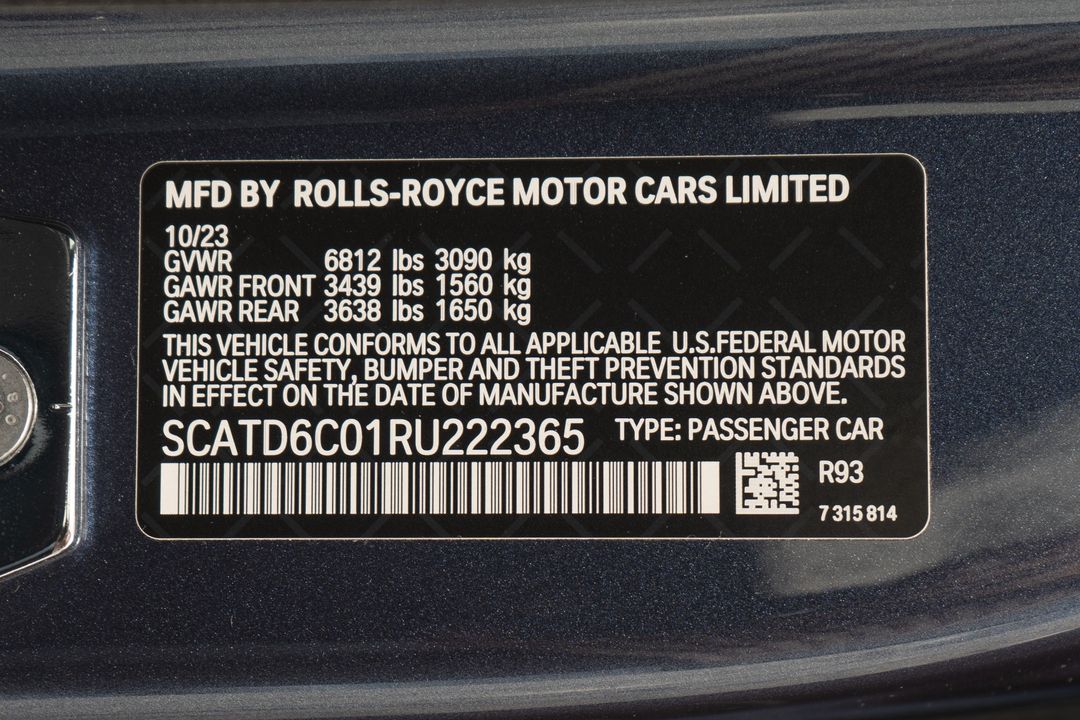 MFD BY ROLLS-ROYCE MOTOR CARS LIMITED
10/23
GVWR 6812 lbs 3090 kg
GAWR FRONT 3439 lbs 1560 kg
GAWR REAR 3638 lbs 1650 kg
THIS VEHICLE CONFORMS TO ALL APPLICABLE U.S.FEDERAL MOTOR
VEHICLE SAFETY, BUMPER AND THEFT PREVENTION STANDARDS
IN EFFECT ON THE DATE OF MANUFACTURE SHOWN ABOVE.
SCATD6C01RU222365 TYPE: PASSENGER CAR
R93
7 315 814